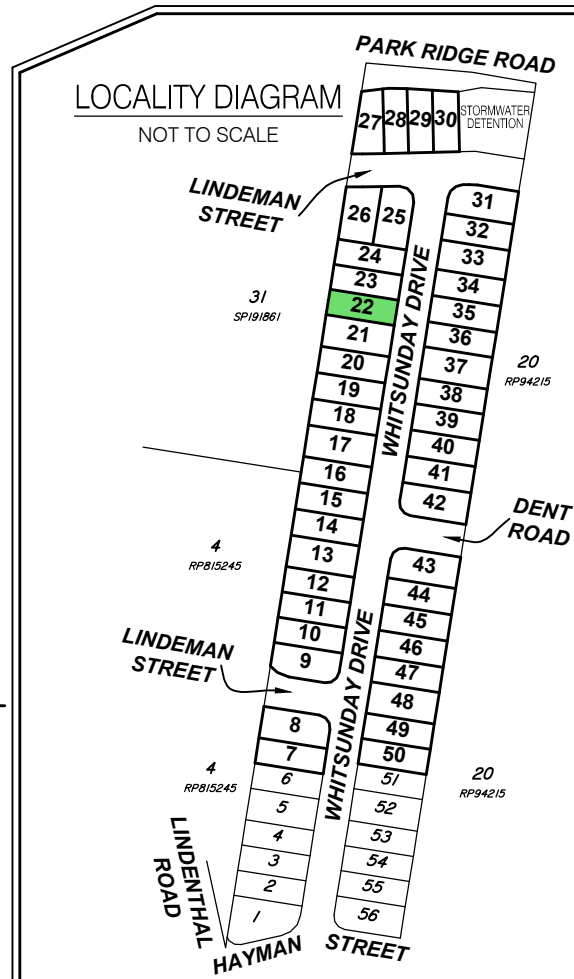 PARK RIDGE ROAD
LOCALITY DIAGRAM
NOT TO SCALE
27 28 29 30
STORMWATER
DETENTION
LINDEMAN
STREET
26 25
31
32
24
33
23
34
22
35
21
36
20
37
19
38
18
39
17
40
16
41
15
42
14
13
43
12
44
11
45
10
46
9
47
48
8
49
7
50
6
51
5
52
4
53
3
54
2
55
1
56
WHITSUNDAY DRIVE
31
SP191861
20
RP94215
DENT
ROAD
4
RP815245
LINDEMAN
STREET
WHITSUNDAY DRIVE
4
RP815245
20
RP94215
LINDENTHAL
ROAD
HAYMAN STREET